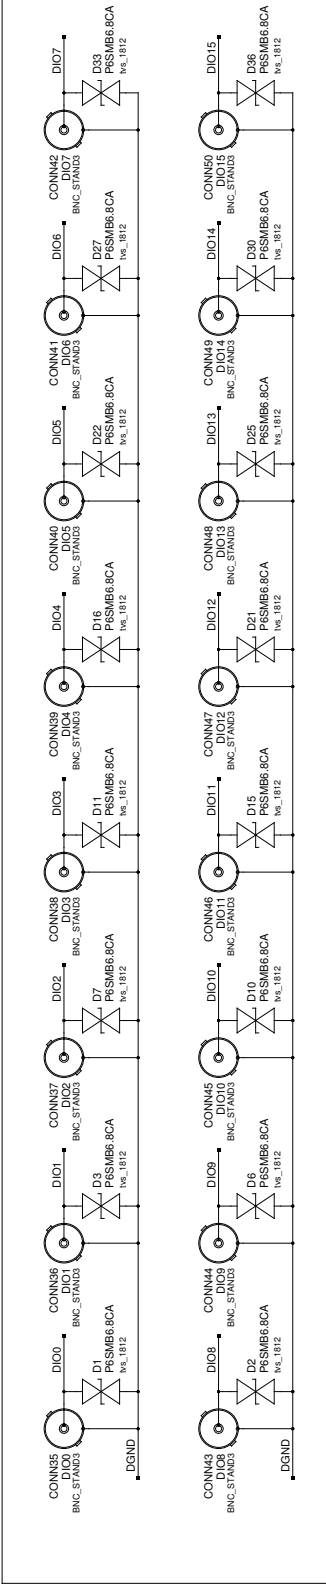 CONN35
DIO0
BNC_STAND3
DIO0
D1
P6SMB6.8CA
tvs_1812
CONN36
DIO1
BNC_STAND3
DIO1
D3
P6SMB6.8CA
tvs_1812
CONN37
DIO2
BNC_STAND3
DIO2
D7
P6SMB6.8CA
tvs_1812
CONN38
DIO3
BNC_STAND3
DIO3
D11
P6SMB6.8CA
tvs_1812
CONN39
DIO4
BNC_STAND3
DIO4
D16
P6SMB6.8CA
tvs_1812
CONN40
DIO5
BNC_STAND3
DIO5
D22
P6SMB6.8CA
tvs_1812
CONN41
DIO6
BNC_STAND3
DIO6
D27
P6SMB6.8CA
tvs_1812
CONN42
DIO7
BNC_STAND3
DIO7
D33
P6SMB6.8CA
tvs_1812
DGND
CONN43
DIO8
BNC_STAND3
DIO8
D2
P6SMB6.8CA
tvs_1812
CONN44
DIO9
BNC_STAND3
DIO9
D6
P6SMB6.8CA
tvs_1812
CONN45
DIO10
BNC_STAND3
DIO10
D10
P6SMB6.8CA
tvs_1812
CONN46
DIO11
BNC_STAND3
DIO11
D15
P6SMB6.8CA
tvs_1812
CONN47
DIO12
BNC_STAND3
DIO12
D21
P6SMB6.8CA
tvs_1812
CONN48
DIO13
BNC_STAND3
DIO13
D25
P6SMB6.8CA
tvs_1812
CONN49
DIO14
BNC_STAND3
DIO14
D30
P6SMB6.8CA
tvs_1812
CONN50
DIO15
BNC_STAND3
DIO15
D36
P6SMB6.8CA
tvs_1812
DGND